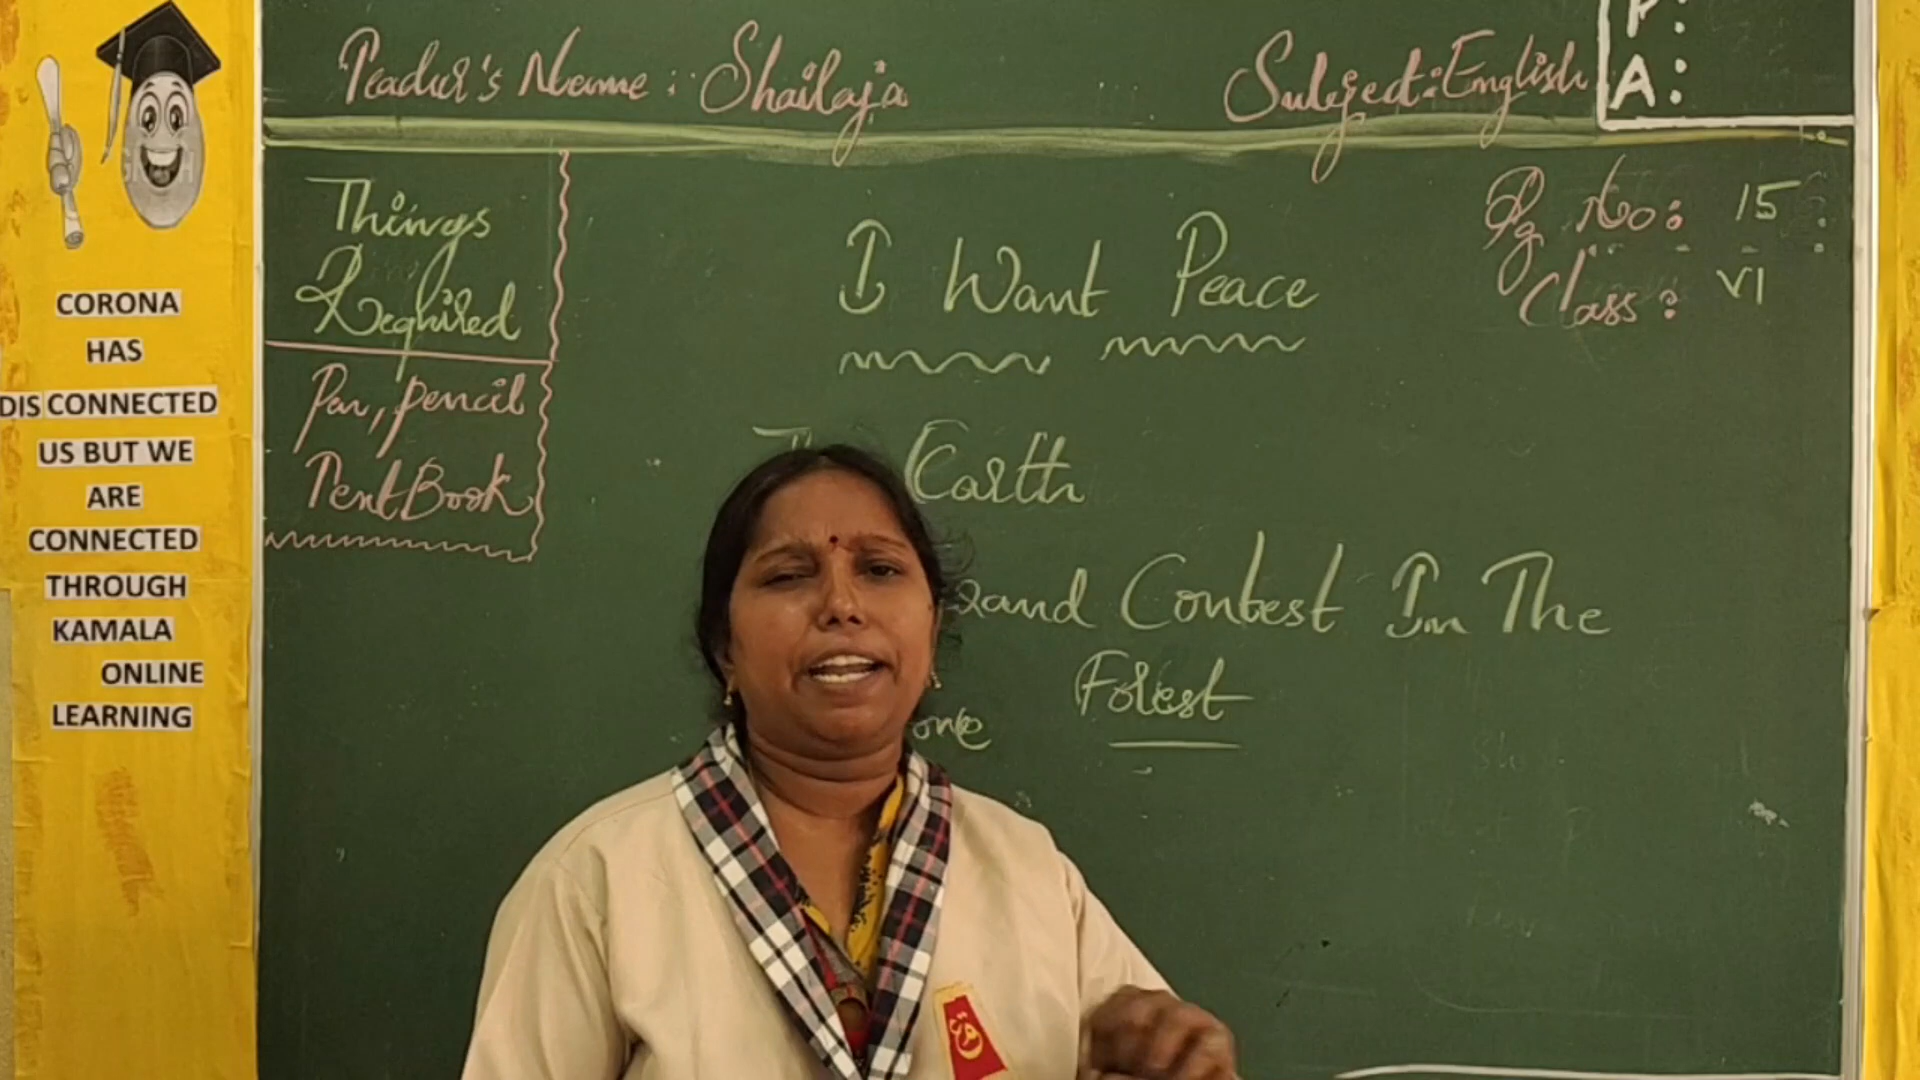 CORONA
HAS
DIS CONNECTED
US BUT WE
ARE
CONNECTED
THROUGH
KAMALA
ONLINE
LEARNING
Teacher's Name: Shailaja
Subject: English
P:
A:
Things
Required
Pen, pencil
Text Book
Pg No: 15
Class: VI
I Want Peace
Earth
Contest In The
Forest